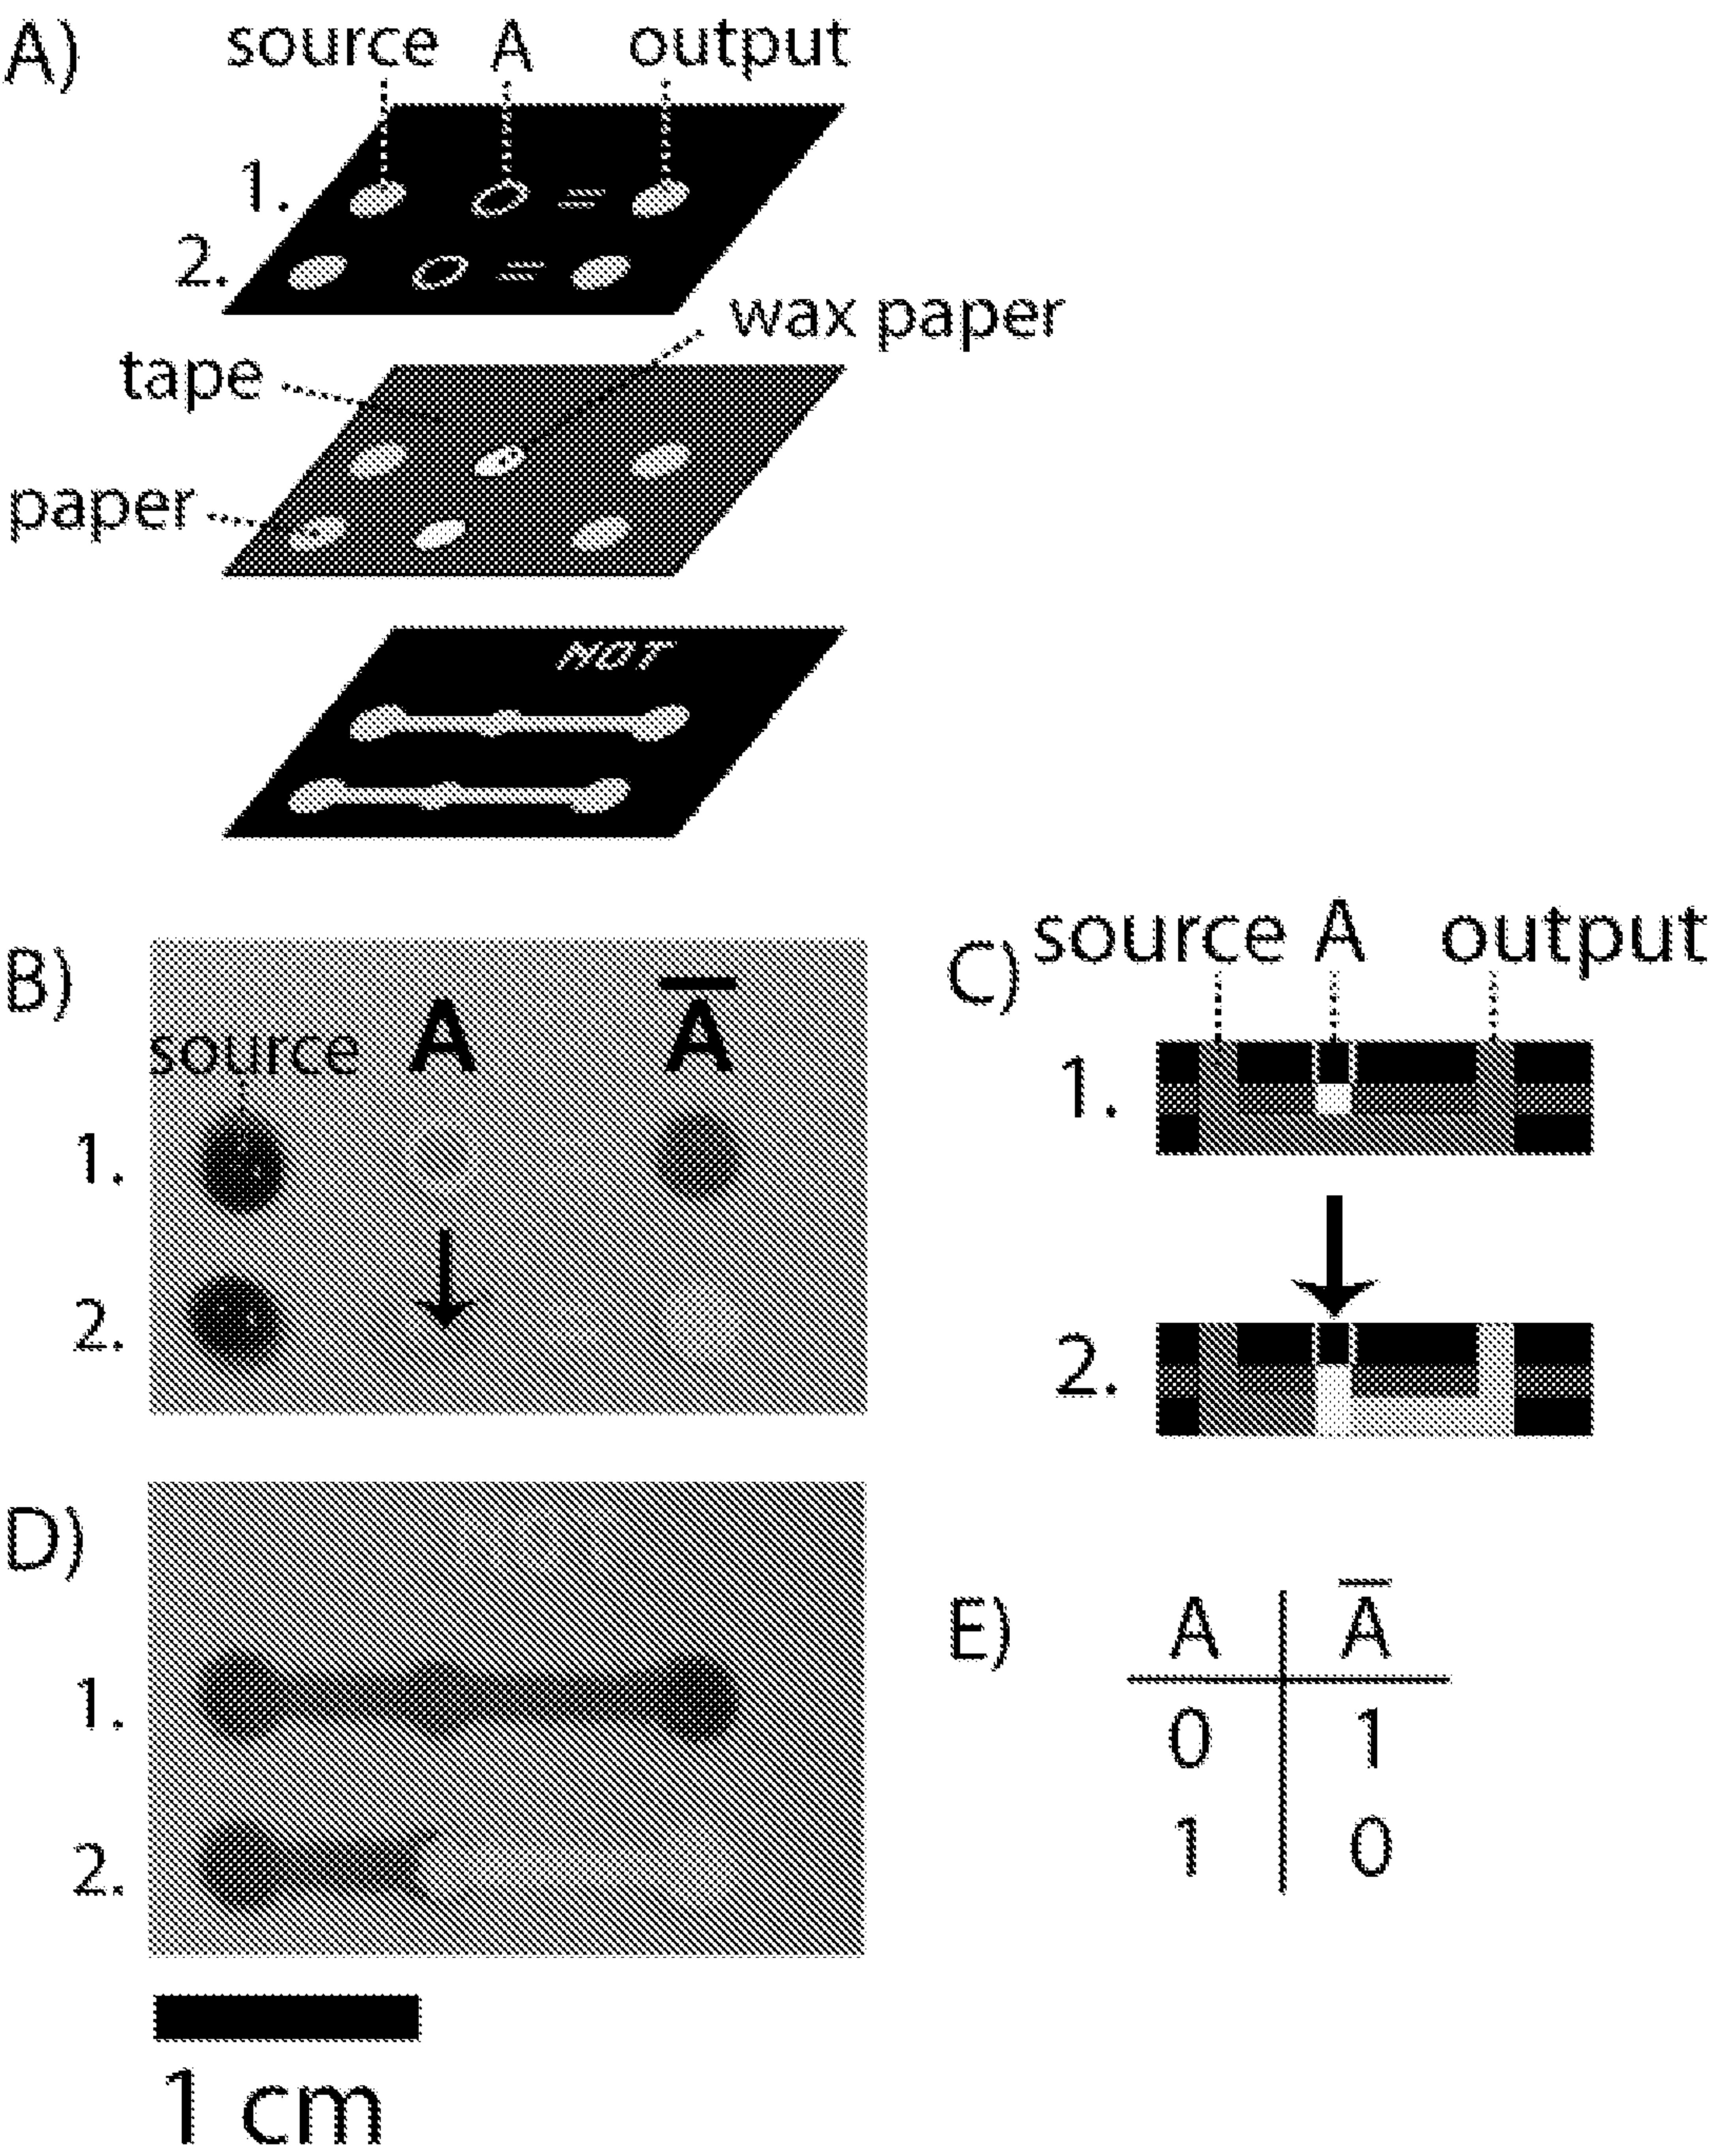 A)
source A output
1. =
2. =
wax paper
tape
paper
NOT
B)
source A A̅
1.
2.
C)
source A output
1.
2.
D)
1.
2.
1 cm
E)
A A̅
0 1
1 0